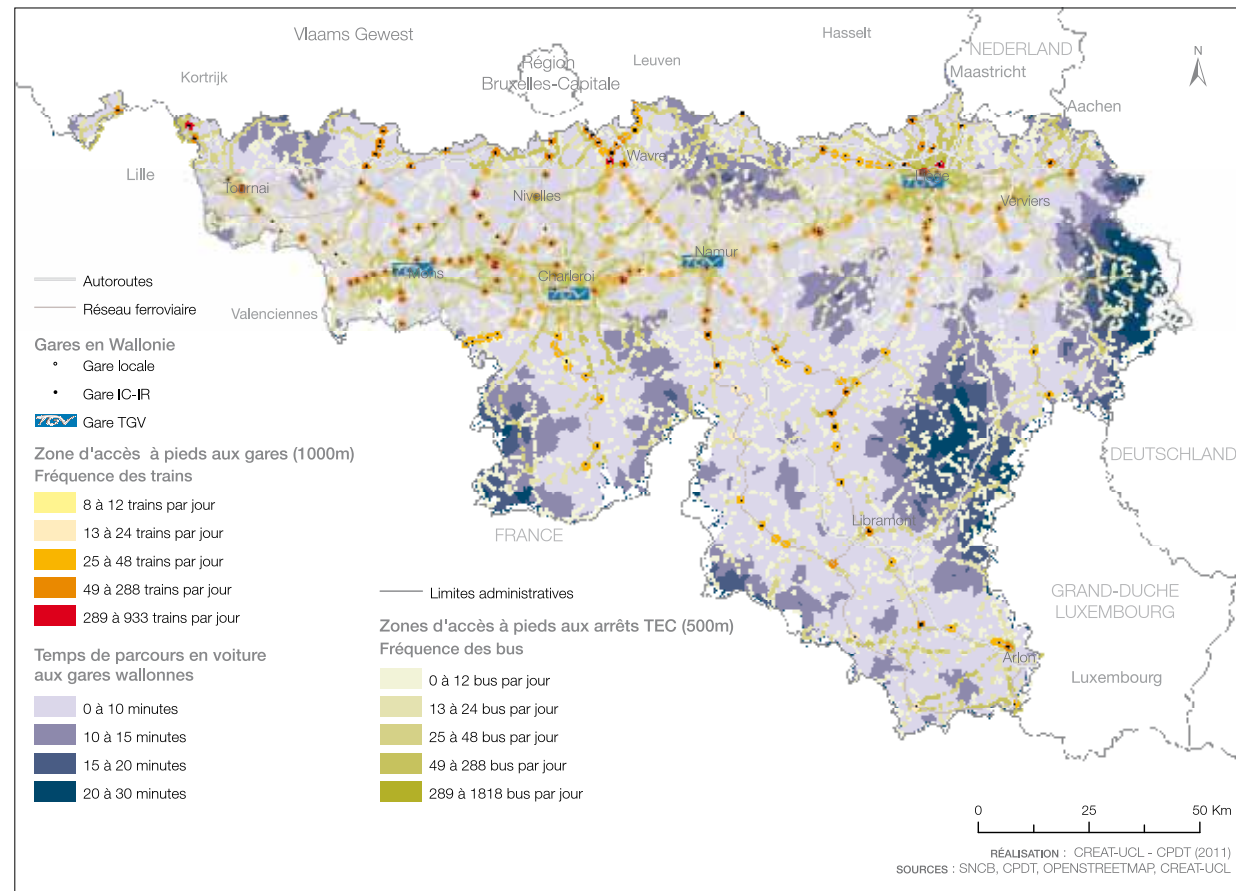 Vlaams Gewest
Hasselt
NEDERLAND
Maastricht
N
Région
Bruxelles-Capitale
Leuven
Kortrijk
Aachen
Lille
Wavre
Tournai
Nivelles
Liège
Verviers
Namur
Mons
Charleroi
TGV
TGV
TGV
TGV
Valenciennes
Autoroutes
Réseau ferroviaire
Gares en Wallonie
Gare locale
Gare IC-IR
TGV Gare TGV
Zone d'accès à pieds aux gares (1000m)
Fréquence des trains
8 à 12 trains par jour
13 à 24 trains par jour
25 à 48 trains par jour
49 à 288 trains par jour
289 à 933 trains par jour
Temps de parcours en voiture
aux gares wallonnes
0 à 10 minutes
10 à 15 minutes
15 à 20 minutes
20 à 30 minutes
DEUTSCHLAND
FRANCE
Libramont
GRAND-DUCHE
LUXEMBOURG
Arlon
Luxembourg
Limites administratives
Zones d'accès à pieds aux arrêts TEC (500m)
Fréquence des bus
0 à 12 bus par jour
13 à 24 bus par jour
25 à 48 bus par jour
49 à 288 bus par jour
289 à 1818 bus par jour
0 25 50 Km
RÉALISATION : CREAT-UCL - CPDT (2011)
SOURCES : SNCB, CPDT, OPENSTREETMAP, CREAT-UCL